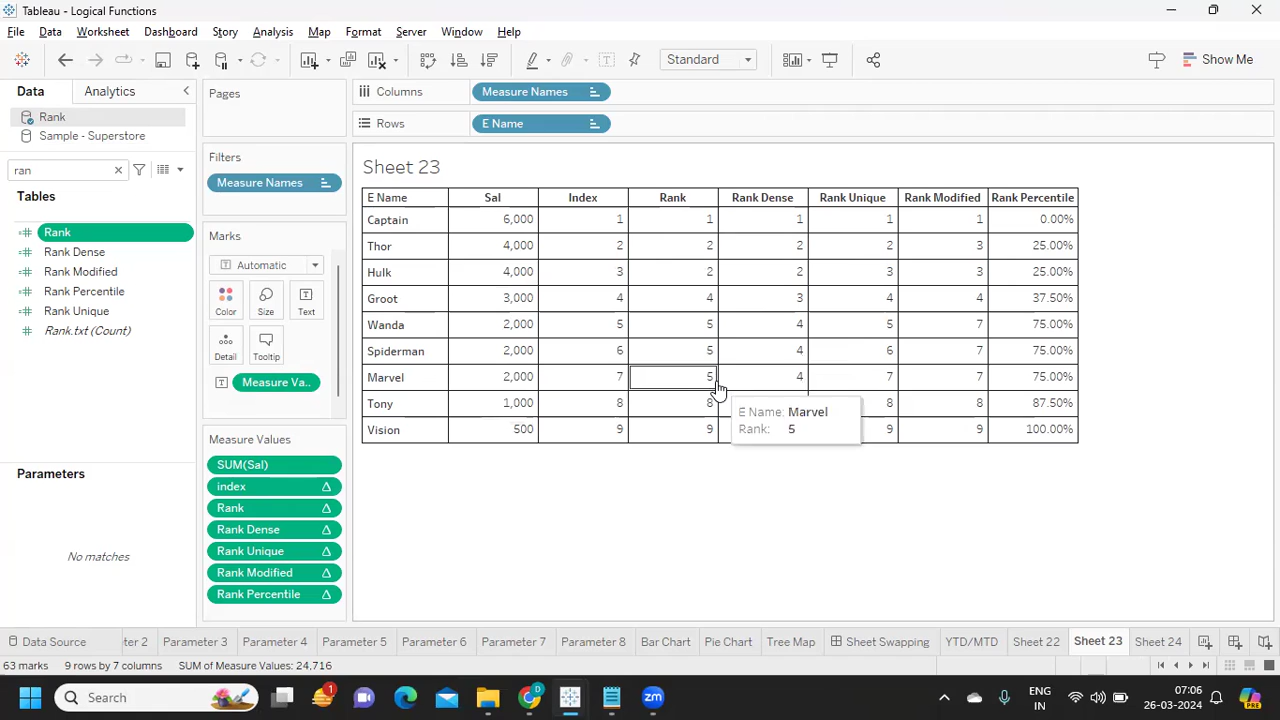 Tableau - Logical Functions
File Data Worksheet Dashboard Story Analysis Map Format Server Window Help
Standard
Show Me
Data Analytics
Rank
Sample - Superstore
ran
Tables
Rank
Rank Dense
Rank Modified
Rank Percentile
Rank Unique
Rank.txt (Count)
Parameters
No matches
Pages
Filters
Measure Names
Marks
Automatic
Color Size Text
Detail Tooltip
Measure Va..
Measure Values
SUM(Sal)
index
Rank
Rank Dense
Rank Unique
Rank Modified
Rank Percentile
Columns Measure Names
Rows E Name
Sheet 23
E Name Sal Index Rank Rank Dense Rank Unique Rank Modified Rank Percentile
Captain 6,000 1 1 1 1 1 0.00%
Thor 4,000 2 2 2 2 3 25.00%
Hulk 4,000 3 2 2 3 3 25.00%
Groot 3,000 4 4 3 4 4 37.50%
Wanda 2,000 5 5 4 5 7 75.00%
Spiderman 2,000 6 5 4 6 7 75.00%
Marvel 2,000 7 5 4 7 7 75.00%
Tony 1,000 8 8 8 8 87.50%
Vision 500 9 9 9 9 100.00%
E Name: Marvel
Rank: 5
Data Source ter 2 Parameter 3 Parameter 4 Parameter 5 Parameter 6 Parameter 7 Parameter 8 Bar Chart Pie Chart Tree Map Sheet Swapping YTD/MTD Sheet 22 Sheet 23 Sheet 24
63 marks 9 rows by 7 columns SUM of Measure Values: 24,716
Search
1
D
zm
ENG
IN
07:06
26-03-2024
PRE